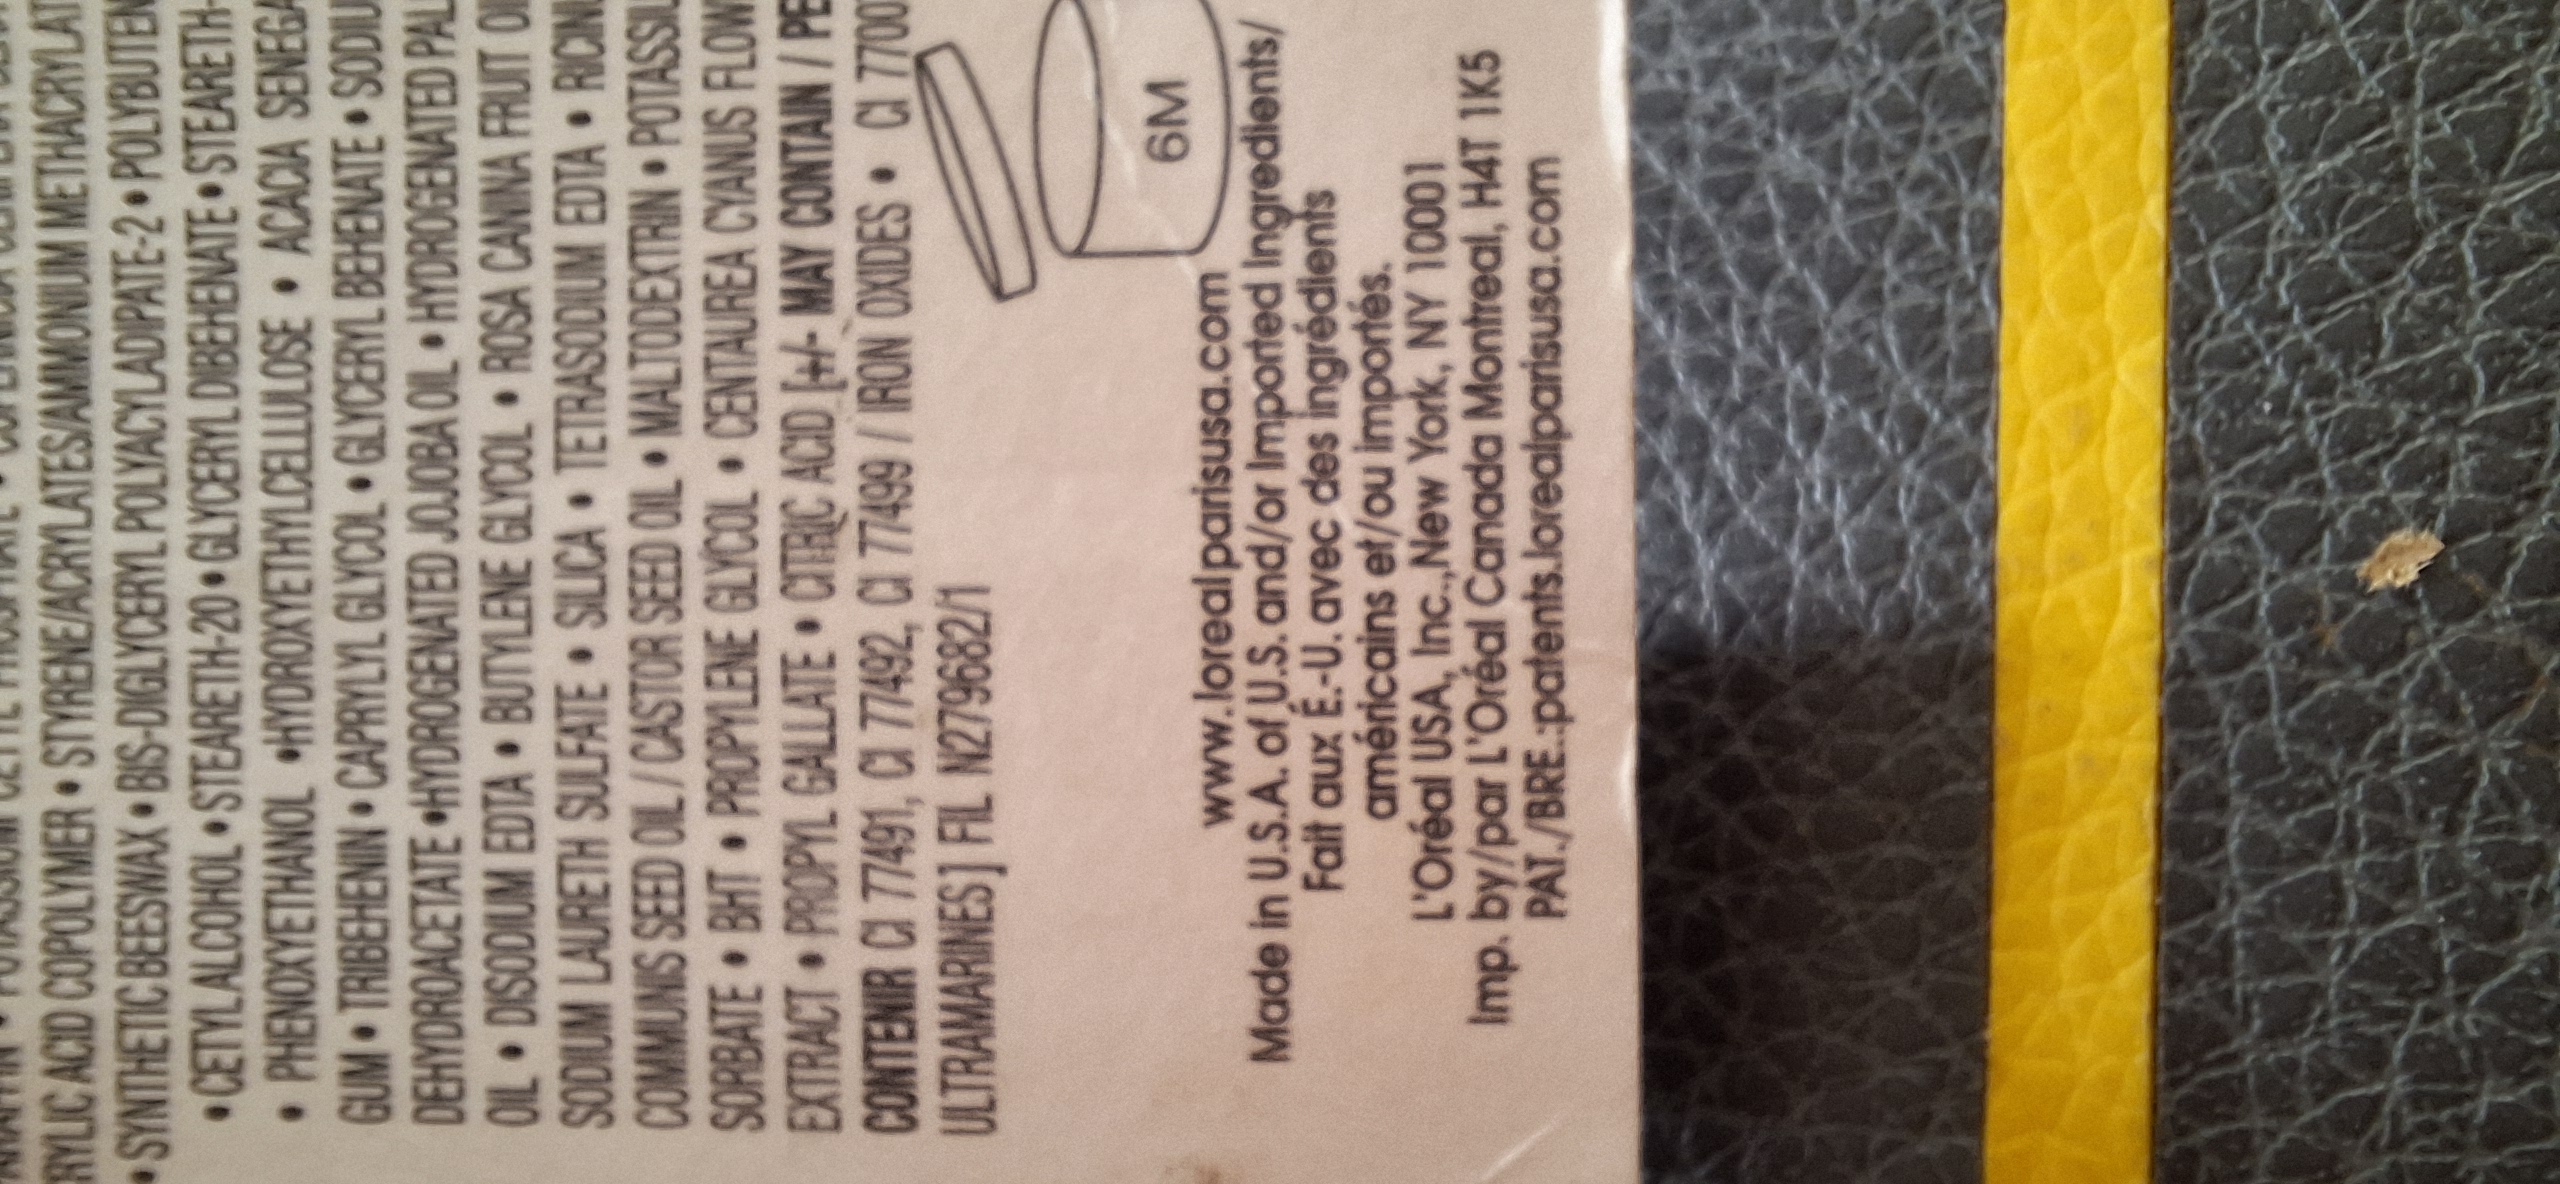 RYLIC ACID COPOLYMER • STYRENE/ACRYLATES/AMMONIUM METHACRYLAT
• SYNTHETIC BEESWAX • BIS-DIGLYCERYL POLYACYLADIPATE-2 • POLYBUTEN
• CETYL ALCOHOL • STEARETH-20 • GLYCERYL DIBEHENATE • STEARETH-
• PHENOXYETHANOL • HYDROXYETHYLCELLULOSE • ACACIA SENEGA
GUM • TRIBEHENIN • CAPRYLYL GLYCOL • GLYCERYL BEHENATE • SODIU
DEHYDROACETATE • HYDROGENATED JOJOBA OIL • HYDROGENATED PAL
OIL • DISODIUM EDTA • BUTYLENE GLYCOL • ROSA CANINA FRUIT OI
SODIUM LAURETH SULFATE • SILICA • TETRASODIUM EDTA • RICINU
COMMUNIS SEED OIL / CASTOR SEED OIL • MALTODEXTRIN • POTASSIU
SORBATE • BHT • PROPYLENE GLYCOL • CENTAUREA CYANUS FLOW
EXTRACT • PROPYL GALLATE • CITRIC ACID [+/- MAY CONTAIN / PE
CONTENIR CI 77491, CI 77492, CI 77499 / IRON OXIDES • CI 7700
ULTRAMARINES] FIL N279682/1
6M
www.lorealparisusa.com
Made in U.S.A. of U.S. and/or Imported Ingredients/
Fait aux É.-U. avec des ingrédients
américains et/ou importés.
L'Oréal USA, Inc.,New York, NY 10001
Imp. by/par L'Oréal Canada Montreal, H4T 1K5
PAT./BRE.:patents.lorealparisusa.com